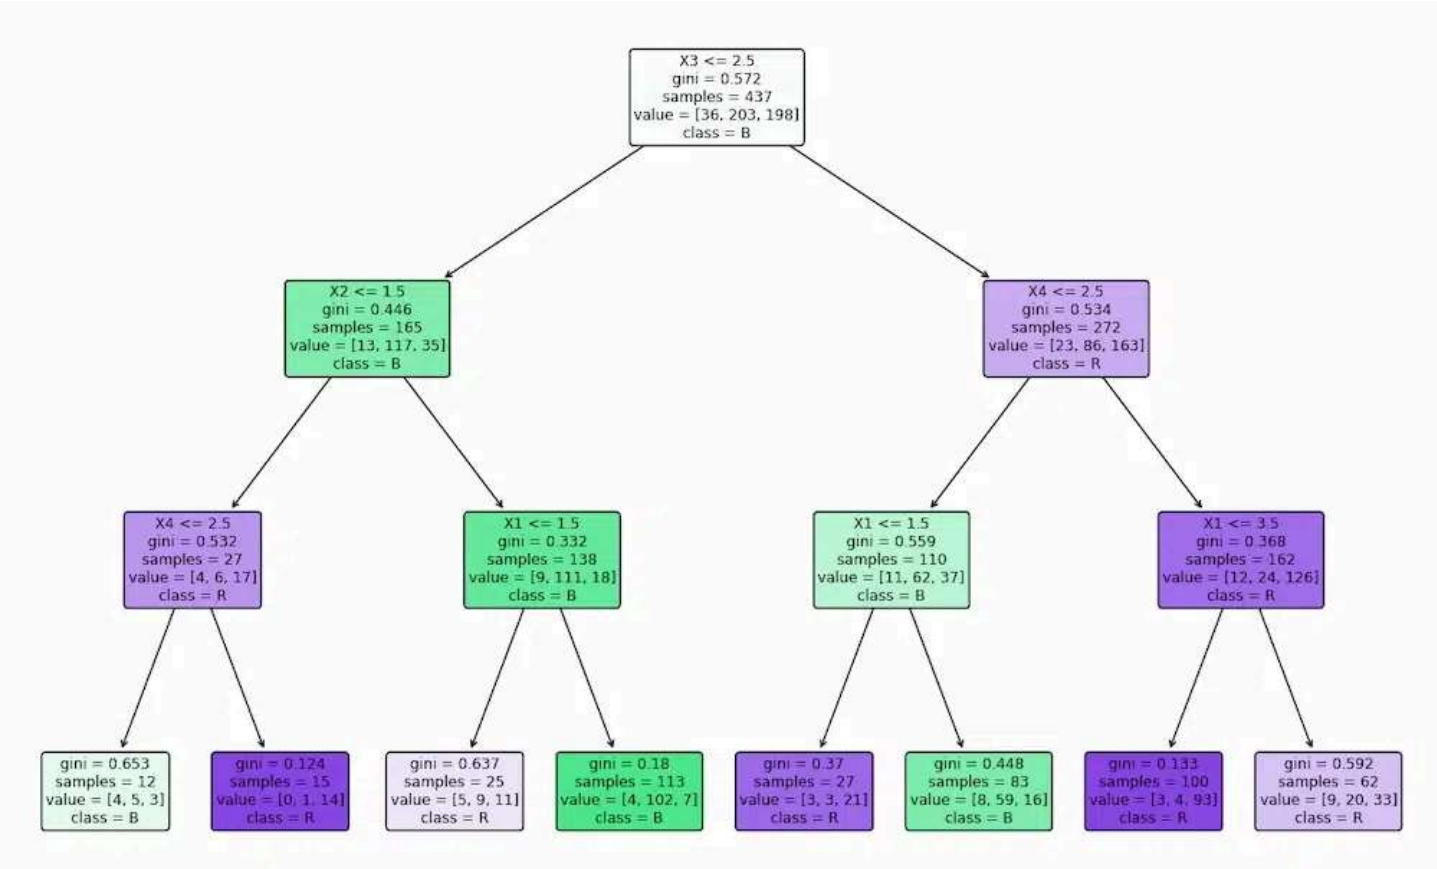 X3 <= 2.5
gini = 0.572
samples = 437
value = [36, 203, 198]
class = B
X2 <= 1.5
gini = 0.446
samples = 165
value = [13, 117, 35]
class = B
X4 <= 2.5
gini = 0.534
samples = 272
value = [23, 86, 163]
class = R
X4 <= 2.5
gini = 0.532
samples = 27
value = [4, 6, 17]
class = R
X1 <= 1.5
gini = 0.332
samples = 138
value = [9, 111, 18]
class = B
X1 <= 1.5
gini = 0.559
samples = 110
value = [11, 62, 37]
class = B
X1 <= 3.5
gini = 0.368
samples = 162
value = [12, 24, 126]
class = R
gini = 0.653
samples = 12
value = [4, 5, 3]
class = B
gini = 0.124
samples = 15
value = [0, 1, 14]
class = R
gini = 0.637
samples = 25
value = [5, 9, 11]
class = R
gini = 0.18
samples = 113
value = [4, 102, 7]
class = B
gini = 0.37
samples = 27
value = [3, 3, 21]
class = R
gini = 0.448
samples = 83
value = [8, 59, 16]
class = B
gini = 0.133
samples = 100
value = [3, 4, 93]
class = R
gini = 0.592
samples = 62
value = [9, 20, 33]
class = R